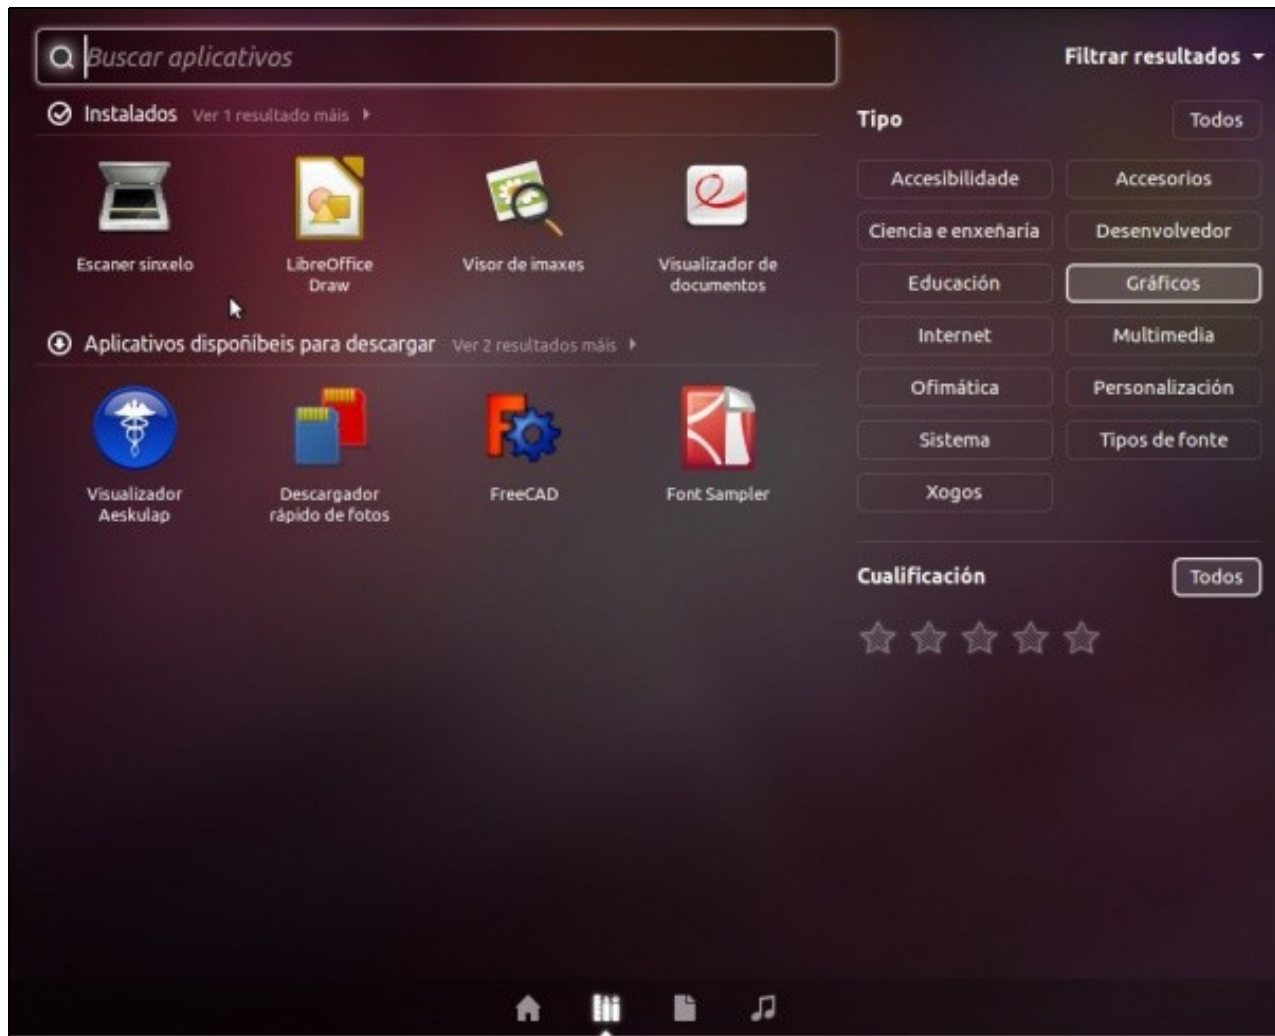 Buscar aplicativos
Filtrar resultados
Instalados Ver 1 resultado máis
Escaner sinxelo
LibreOffice
Draw
Visor de imaxes
Visualizador de
documentos
Aplicativos dispoñíbeis para descargar Ver 2 resultados máis
Visualizador
Aeskulap
Descargador
rápido de fotos
FreeCAD
Font Sampler
Tipo Todos
Accesibilidade Accesorios
Ciencia e enxeñaría Desenvolvedor
Educación Gráficos
Internet Multimedia
Ofimática Personalización
Sistema Tipos de fonte
Xogos
Cualificación Todos